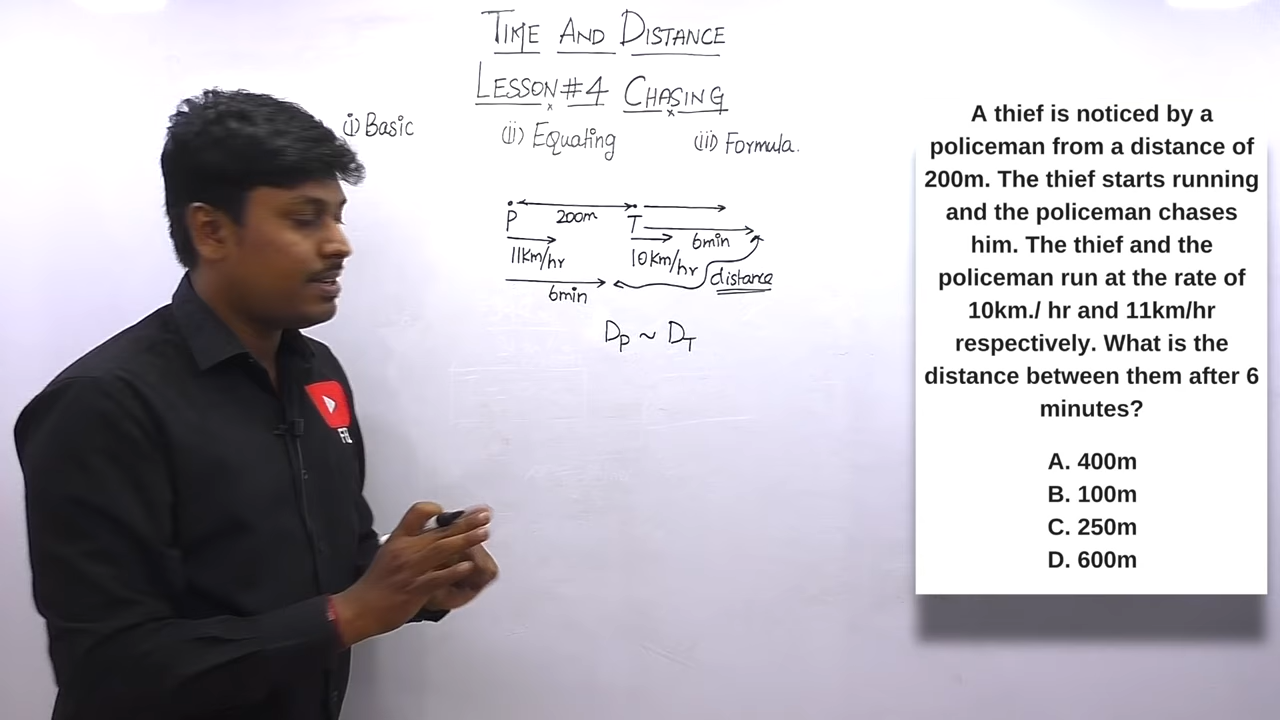 TIME AND DISTANCE
LESSON#4 CHASING
(i) Basic (ii) Equating (iii) Formula.
P 200m T
6min
11Km/hr 10Km/hr
distance
6min
DP ~ DT
A thief is noticed by a
policeman from a distance of
200m. The thief starts running
and the policeman chases
him. The thief and the
policeman run at the rate of
10km./ hr and 11km/hr
respectively. What is the
distance between them after 6
minutes?
A. 400m
B. 100m
C. 250m
D. 600m